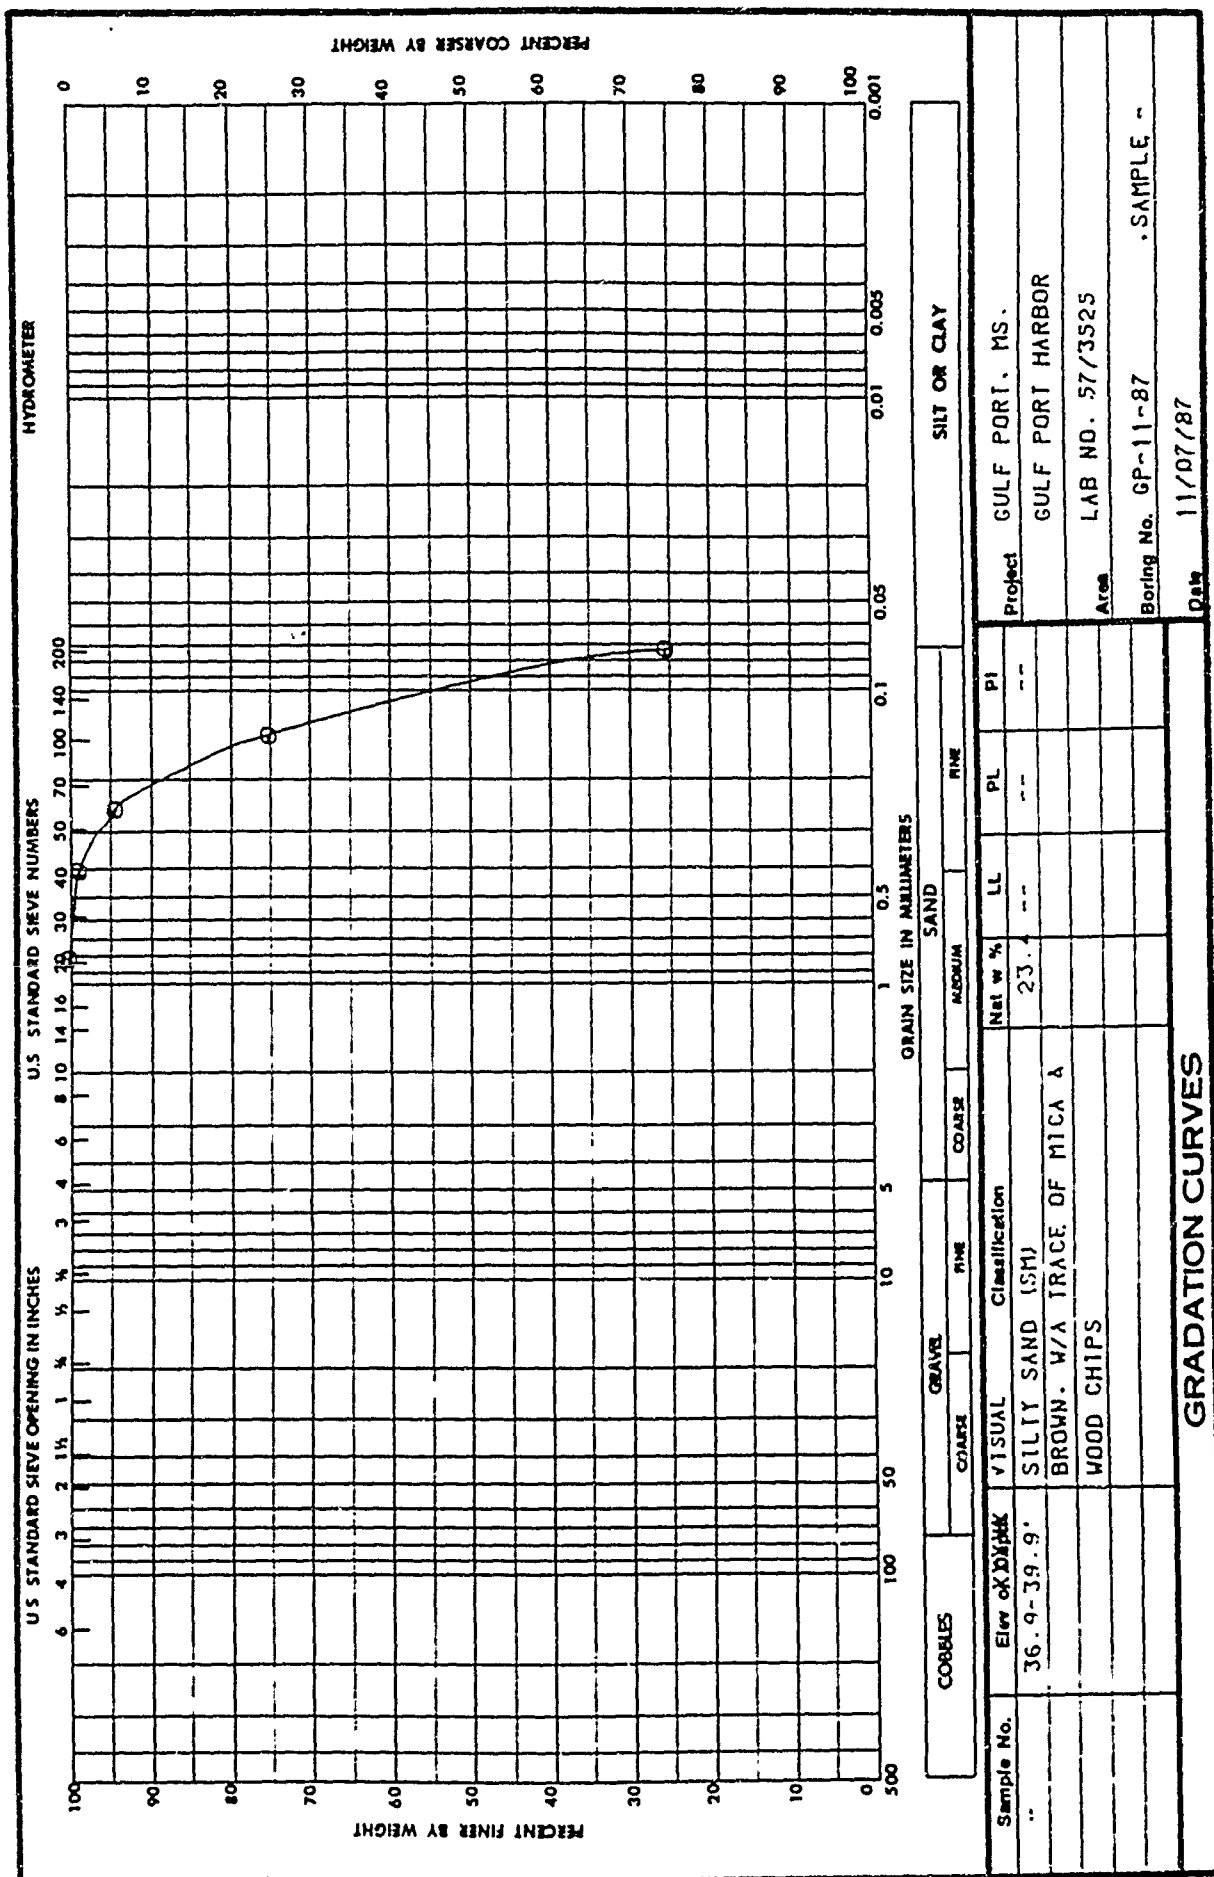 US STANDARD SIEVE OPENING IN INCHES
U.S STANDARD SIEVE NUMBERS
HYDROMETER
6 4 3 2 1½ 1 ¾ ½ ⅜ 3 4 6 8 10 14 16 20 30 40 50 70 100 140 200
PERCENT FINER BY WEIGHT
100
90
80
70
60
50
40
30
20
10
0
PERCENT COARSER BY WEIGHT
0
10
20
30
40
50
60
70
80
90
100
500 100 50 10 5 1 0.5 0.1 0.05 0.01 0.005 0.001
GRAIN SIZE IN MILLIMETERS
COBBLES
GRAVEL
SAND
SILT OR CLAY
COARSE
FINE
COARSE
MEDIUM
FINE
Sample No.
Elev or Depth
VISUAL Classification
Nat w %
LL
PL
PI
--
36.9-39.9'
SILTY SAND (SM)
23.4
--
--
--
BROWN. W/A TRACE OF MICA &
WOOD CHIPS
Project GULF PORT. MS.
GULF PORT HARBOR
Area LAB NO. 57/3525
Boring No. GP-11-87 .SAMPLE -
Date 11/07/87
GRADATION CURVES